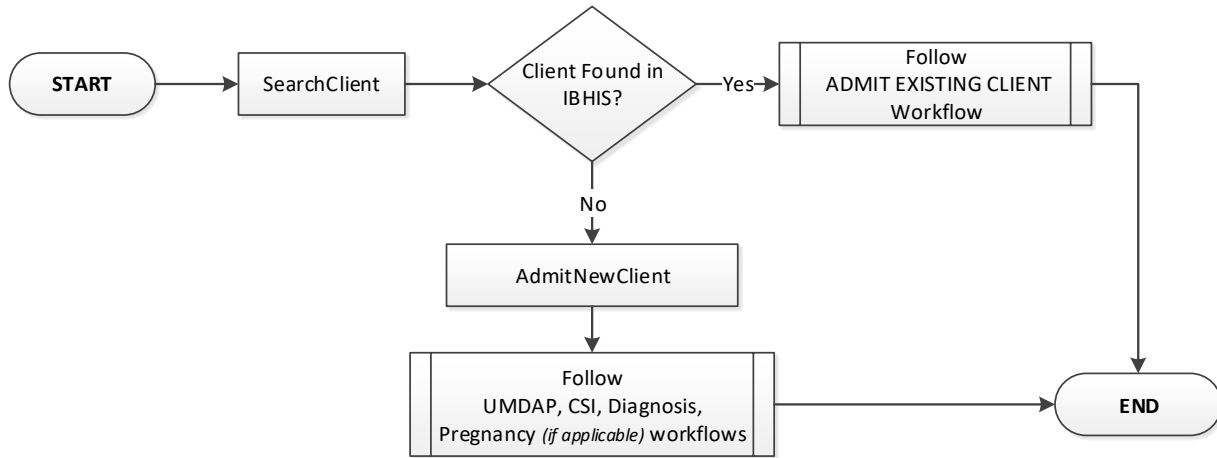 START
SearchClient
Client Found in
IBHIS?
Yes
Follow
ADMIT EXISTING CLIENT
Workflow
No
AdmitNewClient
Follow
UMDAP, CSI, Diagnosis,
Pregnancy (if applicable) workflows
END